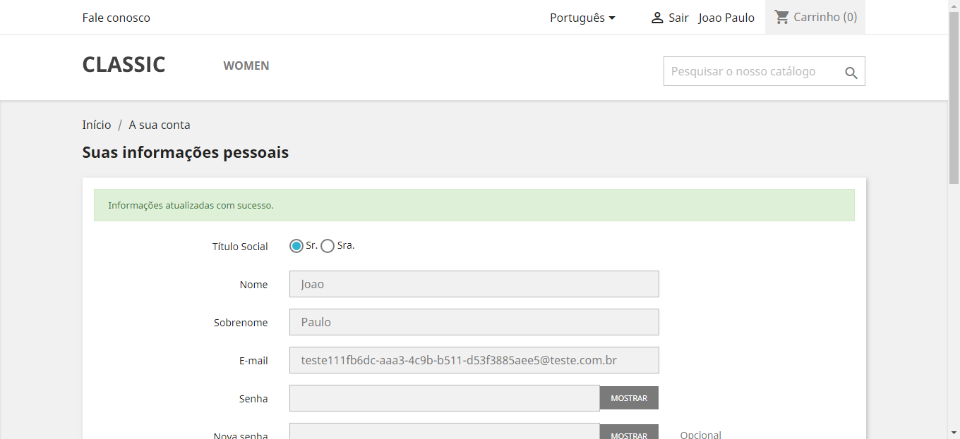 Fale conosco
Português
Sair Joao Paulo
Carrinho (0)
CLASSIC
WOMEN
Pesquisar o nosso catálogo
Início / A sua conta
Suas informações pessoais
Informações atualizadas com sucesso.
Título Social Sr. Sra.
Nome Joao
Sobrenome Paulo
E-mail teste111fb6dc-aaa3-4c9b-b511-d53f3885aee5@teste.com.br
Senha MOSTRAR
Nova senha MOSTRAR Opcional